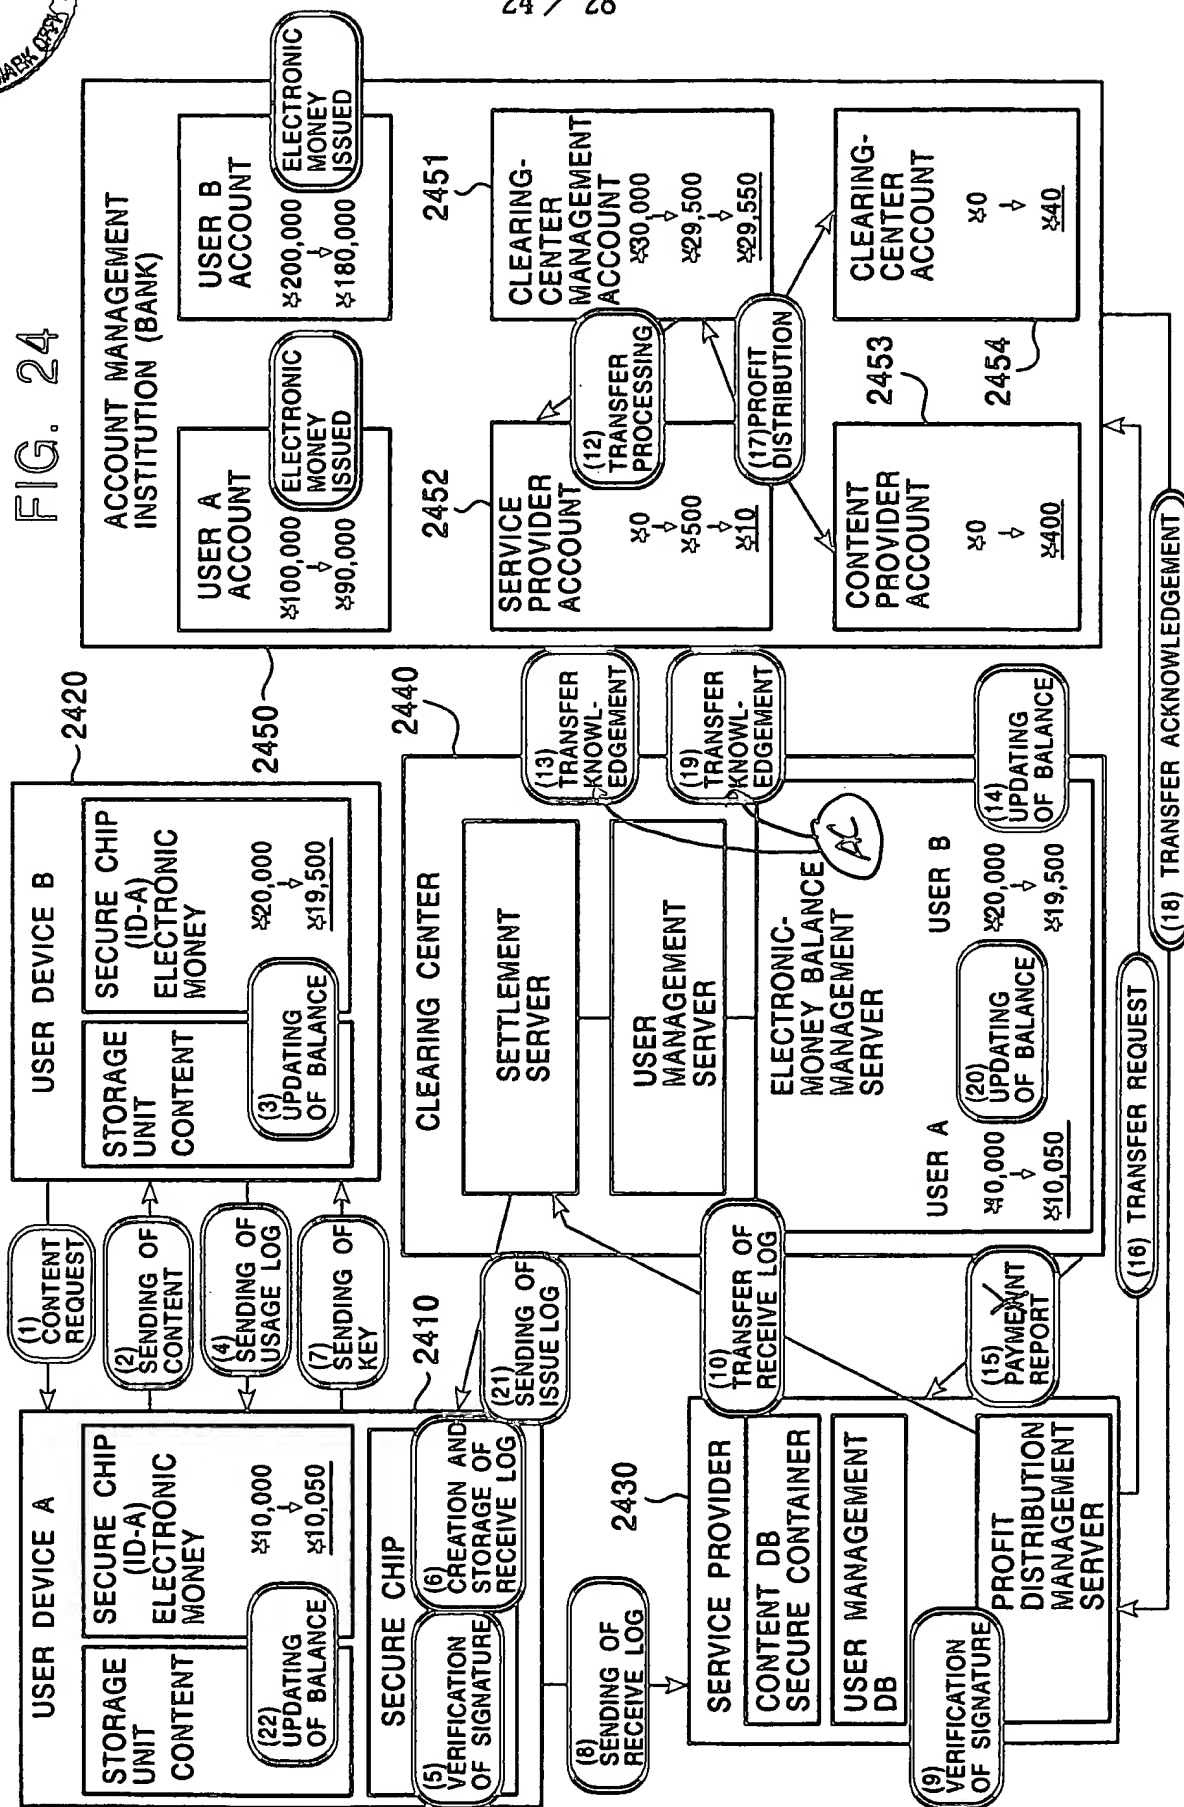 24 / 28
FIG. 24
USER DEVICE A
STORAGE
UNIT
CONTENT
SECURE CHIP
(ID-A)
ELECTRONIC
MONEY
¥10,000
¥10,050
(22)
UPDATING
OF BALANCE
SECURE CHIP
(5)
VERIFICATION
OF SIGNATURE
(6)
CREATION AND
STORAGE OF
RECEIVE LOG
2410
(1)
CONTENT
REQUEST
(2)
SENDING OF
CONTENT
(4)
SENDING OF
USAGE LOG
(7)
SENDING OF
KEY
USER DEVICE B
2420
STORAGE
UNIT
CONTENT
SECURE CHIP
(ID-A)
ELECTRONIC
MONEY
¥20,000
¥19,500
(3)
UPDATING
OF BALANCE
(8)
SENDING OF
RECEIVE LOG
(21)
SENDING OF
ISSUE LOG
2430
SERVICE PROVIDER
CONTENT DB
SECURE CONTAINER
USER MANAGEMENT
DB
(9)
VERIFICATION
OF SIGNATURE
PROFIT
DISTRIBUTION
MANAGEMENT
SERVER
(10)
TRANSFER OF
RECEIVE LOG
(15)
PAYMEWNT
REPORT
CLEARING CENTER
2440
SETTLEMENT
SERVER
USER
MANAGEMENT
SERVER
ELECTRONIC-
MONEY BALANCE
MANAGEMENT
SERVER
USER A
¥10,000
¥10,050
(20)
UPDATING
OF BALANCE
USER B
¥20,000
¥19,500
(14)
UPDATING
OF BALANCE
(13)
TRANSFER
KNOWL-
EDGEMENT
(19)
TRANSFER
KNOWL-
EDGEMENT
AC
2450
ACCOUNT MANAGEMENT
INSTITUTION (BANK)
USER A
ACCOUNT
¥100,000
¥90,000
ELECTRONIC
MONEY
ISSUED
USER B
ACCOUNT
¥200,000
¥180,000
ELECTRONIC
MONEY
ISSUED
2452
SERVICE
PROVIDER
ACCOUNT
¥0
¥500
¥10
(12)
TRANSFER
PROCESSING
2451
CLEARING-
CENTER
MANAGEMENT
ACCOUNT
¥30,000
¥29,500
¥29,550
(17)PROFIT
DISTRIBUTION
2453
CONTENT
PROVIDER
ACCOUNT
¥0
¥400
2454
CLEARING-
CENTER
ACCOUNT
¥0
¥40
(16) TRANSFER REQUEST
(18) TRANSFER ACKNOWLEDGEMENT